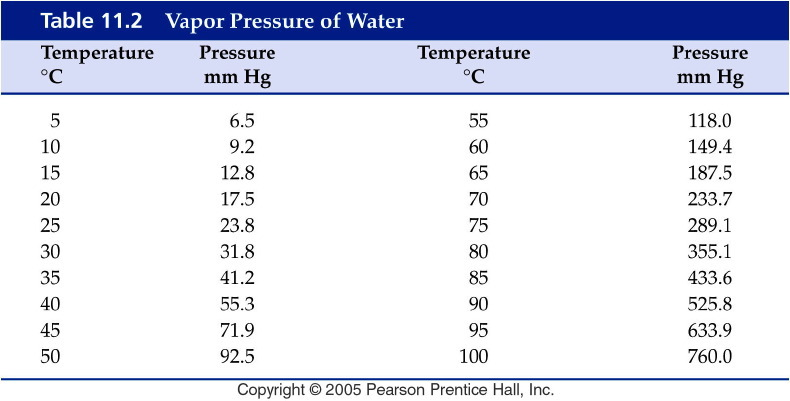 Table 11.2 Vapor Pressure of Water
Temperature Pressure Temperature Pressure
°C mm Hg °C mm Hg
5 6.5 55 118.0
10 9.2 60 149.4
15 12.8 65 187.5
20 17.5 70 233.7
25 23.8 75 289.1
30 31.8 80 355.1
35 41.2 85 433.6
40 55.3 90 525.8
45 71.9 95 633.9
50 92.5 100 760.0
Copyright © 2005 Pearson Prentice Hall, Inc.